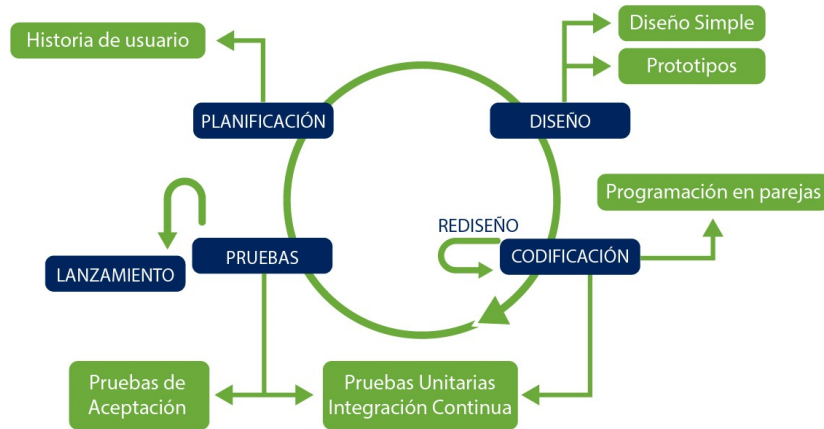 Historia de usuario
Diseño Simple
Prototipos
PLANIFICACIÓN
DISEÑO
Programación en parejas
REDISEÑO
CODIFICACIÓN
PRUEBAS
LANZAMIENTO
Pruebas de
Aceptación
Pruebas Unitarias
Integración Continua